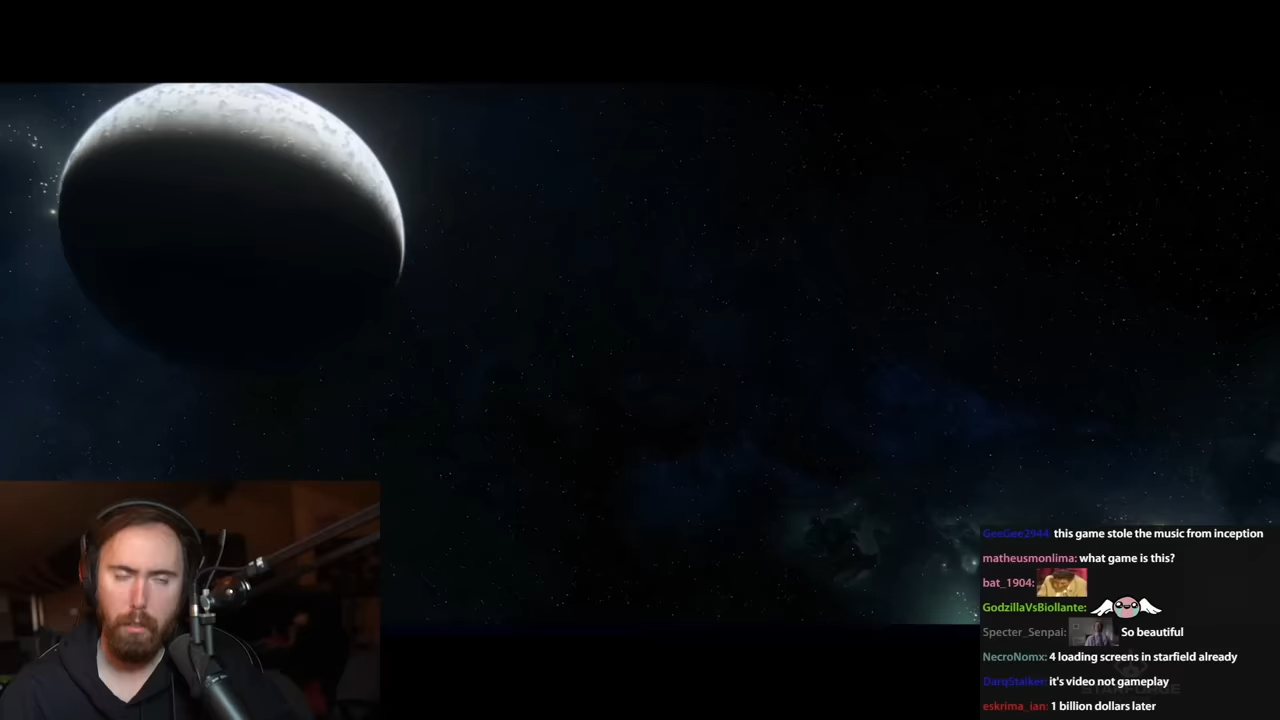 GeeGee2944: this game stole the music from inception
matheusmonlima: what game is this?
bat_1904:
GodzillaVsBiollante:
Specter_Senpai: So beautiful
NecroNomx: 4 loading screens in starfield already
DarqStalker: it's video not gameplay
STARFORGE
eskrima_ian: 1 billion dollars later